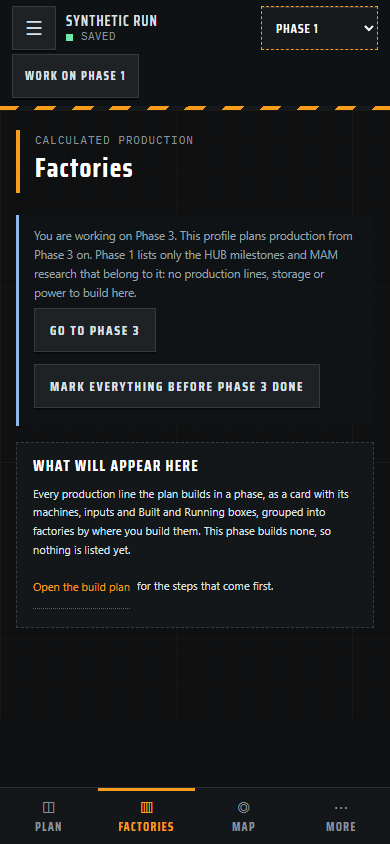 SYNTHETIC RUN
SAVED
PHASE 1
WORK ON PHASE 1
CALCULATED PRODUCTION
Factories
You are working on Phase 3. This profile plans production from
Phase 3 on. Phase 1 lists only the HUB milestones and MAM
research that belong to it: no production lines, storage or
power to build here.
GO TO PHASE 3
MARK EVERYTHING BEFORE PHASE 3 DONE
WHAT WILL APPEAR HERE
Every production line the plan builds in a phase, as a card with its
machines, inputs and Built and Running boxes, grouped into
factories by where you build them. This phase builds none, so
nothing is listed yet.
Open the build plan for the steps that come first.
PLAN
FACTORIES
MAP
MORE